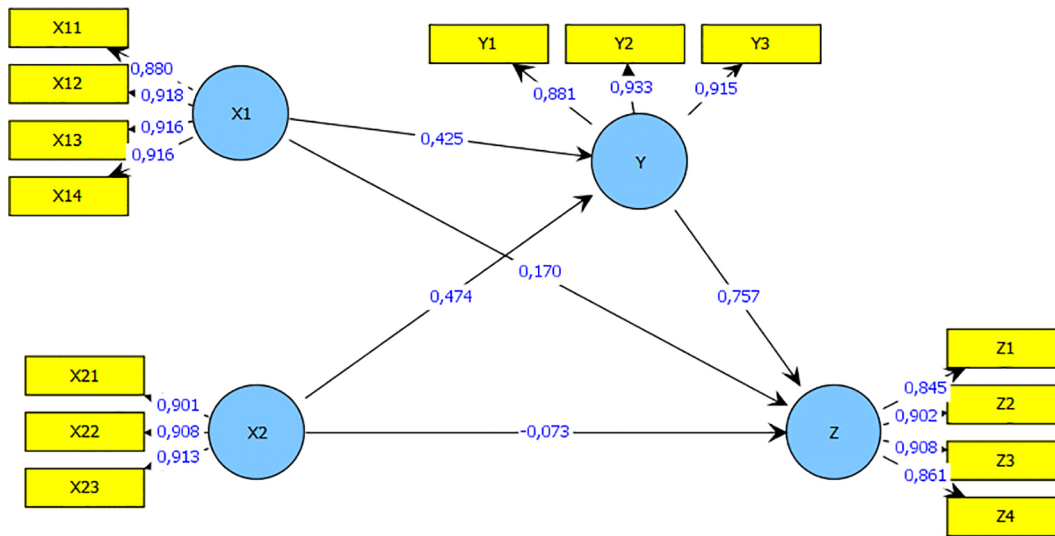 X11
X12
X13
X14
0,880
0,918
0,916
0,916
X1
Y1
Y2
Y3
0,881
0,933
0,915
Y
0,425
0,170
0,474
0,757
-0,073
X21
X22
X23
0,901
0,908
0,913
X2
Z
0,845
0,902
0,908
0,861
Z1
Z2
Z3
Z4